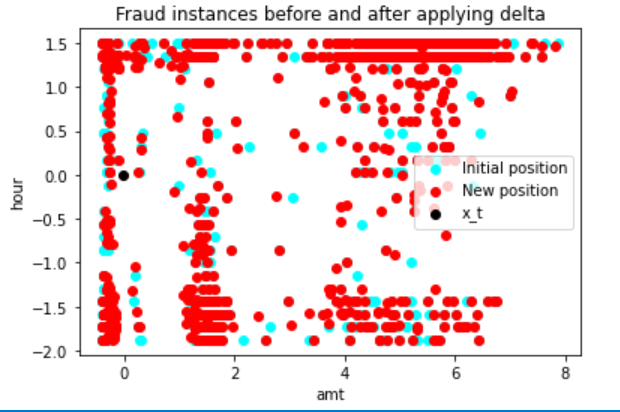 Fraud instances before and after applying delta
1.5
1.0
0.5
0.0
−0.5
−1.0
−1.5
−2.0
hour
Initial position
New position
x_t
0 2 4 6 8
amt